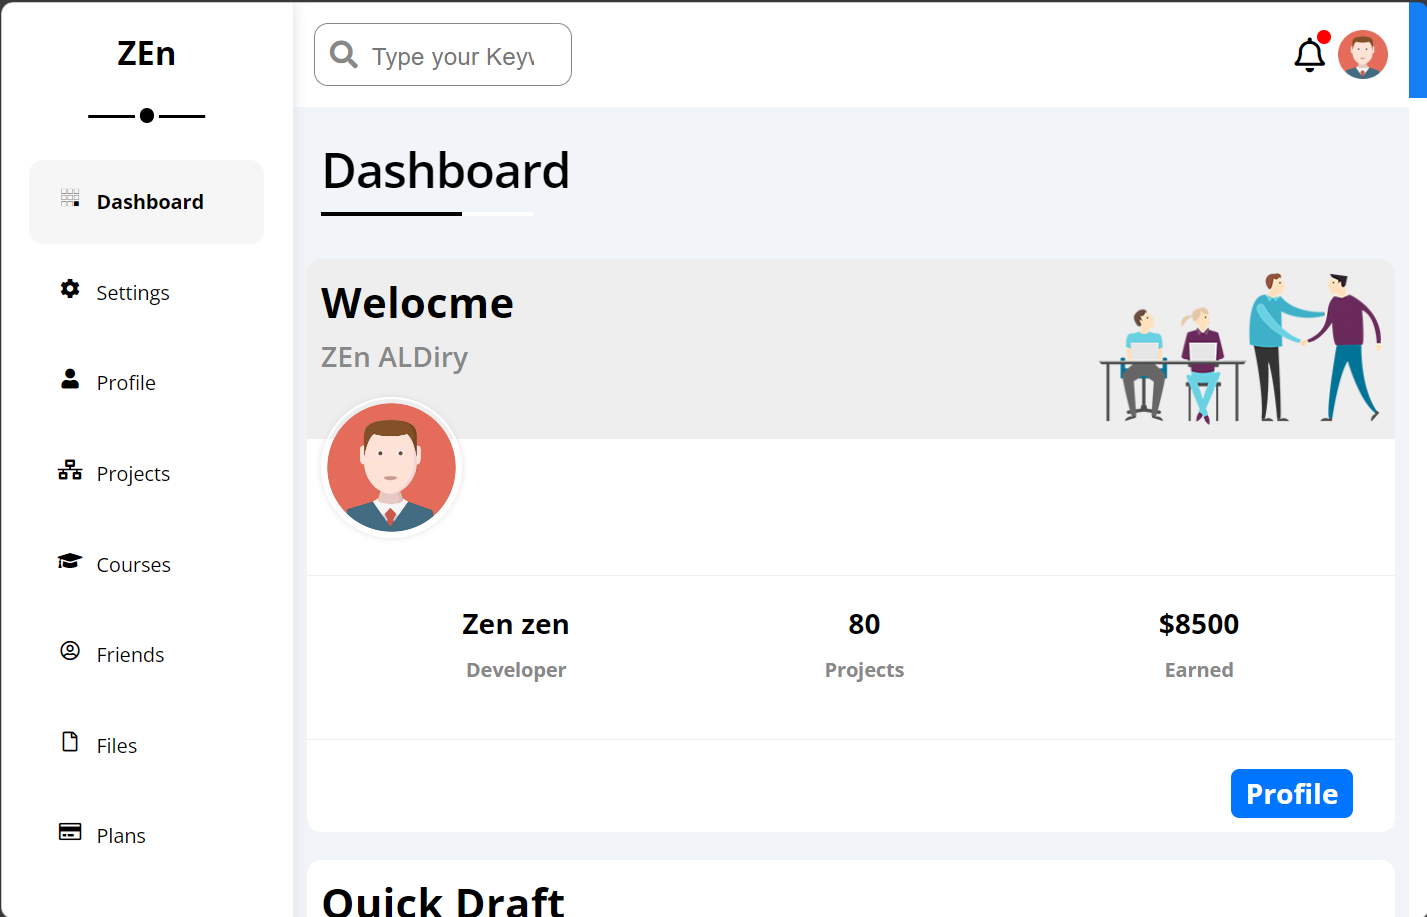 ZEn
Type your Keyw
Dashboard
Settings
Profile
Projects
Courses
Friends
Files
Plans
Dashboard
Welocme
ZEn ALDiry
Zen zen
Developer
80
Projects
$8500
Earned
Profile
Quick Draft